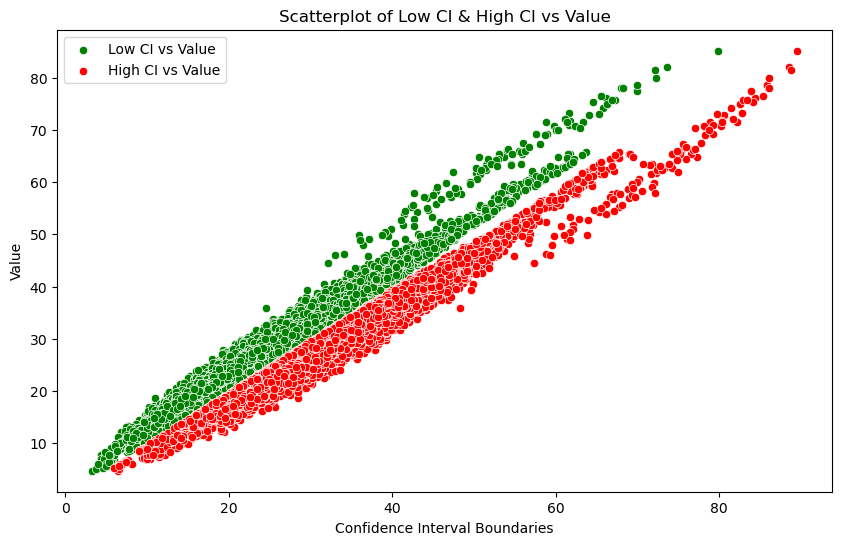 Scatterplot of Low CI & High CI vs Value
Low CI vs Value
High CI vs Value
80
70
60
50
40
30
20
10
Value
0
20
40
60
80
Confidence Interval Boundaries